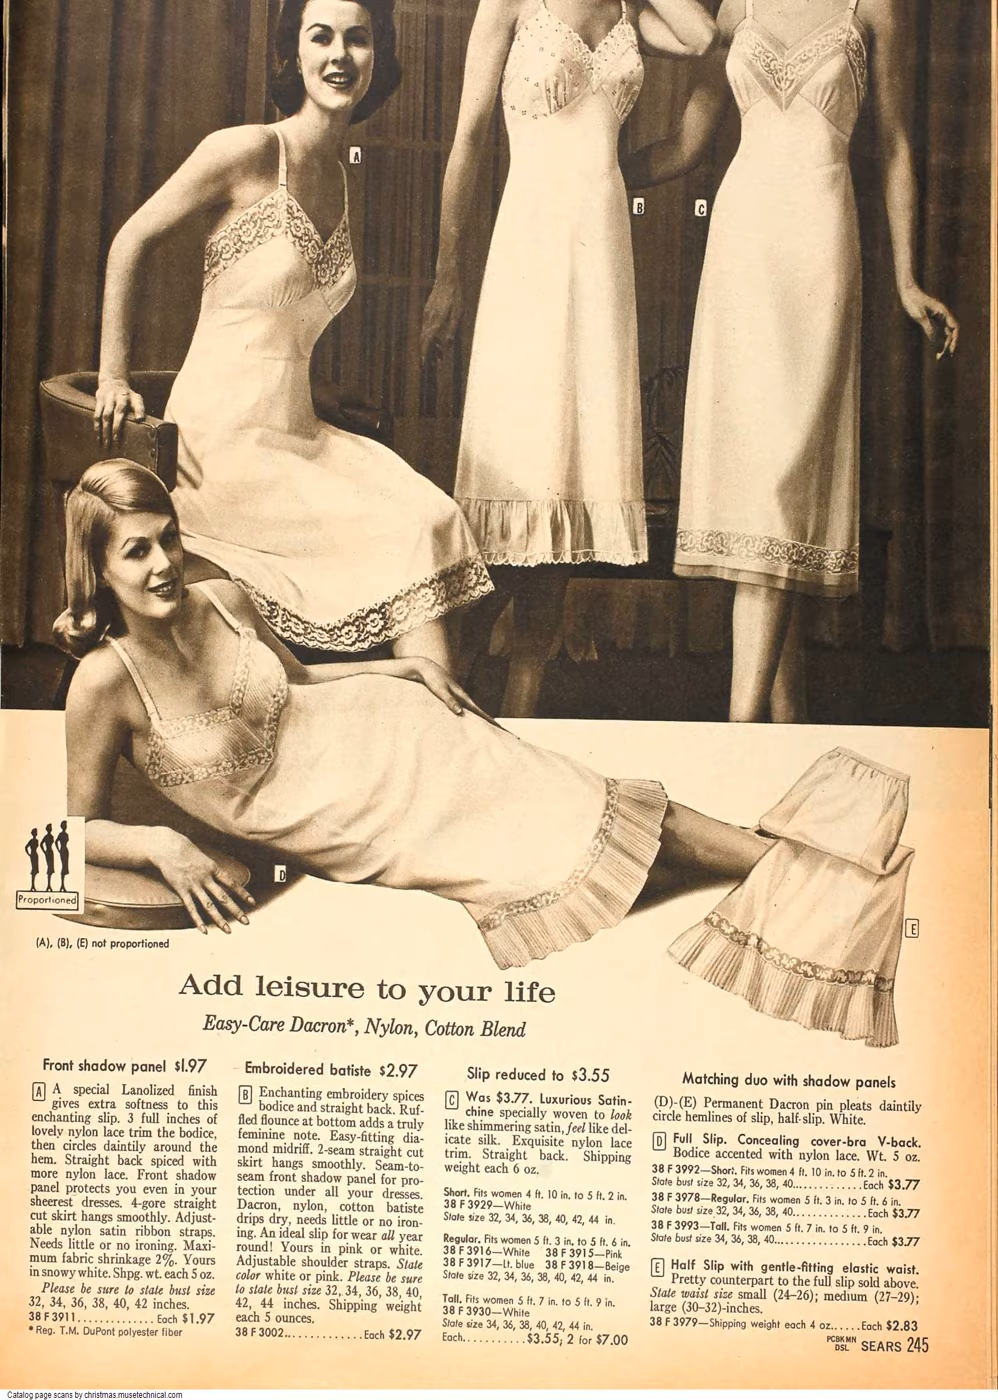 A
B
C
D
E
Proportioned
(A), (B), (E) not proportioned
Add leisure to your life
Easy-Care Dacron*, Nylon, Cotton Blend
Front shadow panel $1.97
A A special Lanolized finish
gives extra softness to this
enchanting slip. 3 full inches of
lovely nylon lace trim the bodice,
then circles daintily around the
hem. Straight back spiced with
more nylon lace. Front shadow
panel protects you even in your
sheerest dresses. 4-gore straight
cut skirt hangs smoothly. Adjust-
able nylon satin ribbon straps.
Needs little or no ironing. Maxi-
mum fabric shrinkage 2%. Yours
in snowy white. Shpg. wt. each 5 oz.
Please be sure to state bust size
32, 34, 36, 38, 40, 42 inches.
38 F 3911..............Each $1.97
* Reg. T.M. DuPont polyester fiber
Embroidered batiste $2.97
B Enchanting embroidery spices
bodice and straight back. Ruf-
fled flounce at bottom adds a truly
feminine note. Easy-fitting dia-
mond midriff. 2-seam straight cut
skirt hangs smoothly. Seam-to-
seam front shadow panel for pro-
tection under all your dresses.
Dacron, nylon, cotton batiste
drips dry, needs little or no iron-
ing. An ideal slip for wear all year
round! Yours in pink or white.
Adjustable shoulder straps. State
color white or pink. Please be sure
to state bust size 32, 34, 36, 38, 40,
42, 44 inches. Shipping weight
each 5 ounces.
38 F 3002..............Each $2.97
Slip reduced to $3.55
C Was $3.77. Luxurious Satin-
chine specially woven to look
like shimmering satin, feel like del-
icate silk. Exquisite nylon lace
trim. Straight back. Shipping
weight each 6 oz.
Short. Fits women 4 ft. 10 in. to 5 ft. 2 in.
38 F 3929—White
State size 32, 34, 36, 38, 40, 42, 44 in.
Regular. Fits women 5 ft. 3 in. to 5 ft. 6 in.
38 F 3916—White 38 F 3915—Pink
38 F 3917—Lt. blue 38 F 3918—Beige
State size 32, 34, 36, 38, 40, 42, 44 in.
Tall. Fits women 5 ft. 7 in. to 5 ft. 9 in.
38 F 3930—White
State size 34, 36, 38, 40, 42, 44 in.
Each..........$3.55; 2 for $7.00
Matching duo with shadow panels
(D)-(E) Permanent Dacron pin pleats daintily
circle hemlines of slip, half-slip. White.
D Full Slip. Concealing cover-bra V-back.
Bodice accented with nylon lace. Wt. 5 oz.
38 F 3992—Short. Fits women 4 ft. 10 in. to 5 ft. 2 in.
State bust size 32, 34, 36, 38, 40..............Each $3.77
38 F 3978—Regular. Fits women 5 ft. 3 in. to 5 ft. 6 in.
State bust size 32, 34, 36, 38, 40..............Each $3.77
38 F 3993—Tall. Fits women 5 ft. 7 in. to 5 ft. 9 in.
State bust size 34, 36, 38, 40..................Each $3.77
E Half Slip with gentle-fitting elastic waist.
Pretty counterpart to the full slip sold above.
State waist size small (24–26); medium (27–29);
large (30–32)-inches.
38 F 3979—Shipping weight each 4 oz......Each $2.83
PCBKMN
DSL SEARS 245
Catalog page scans by christmas.musetechnical.com